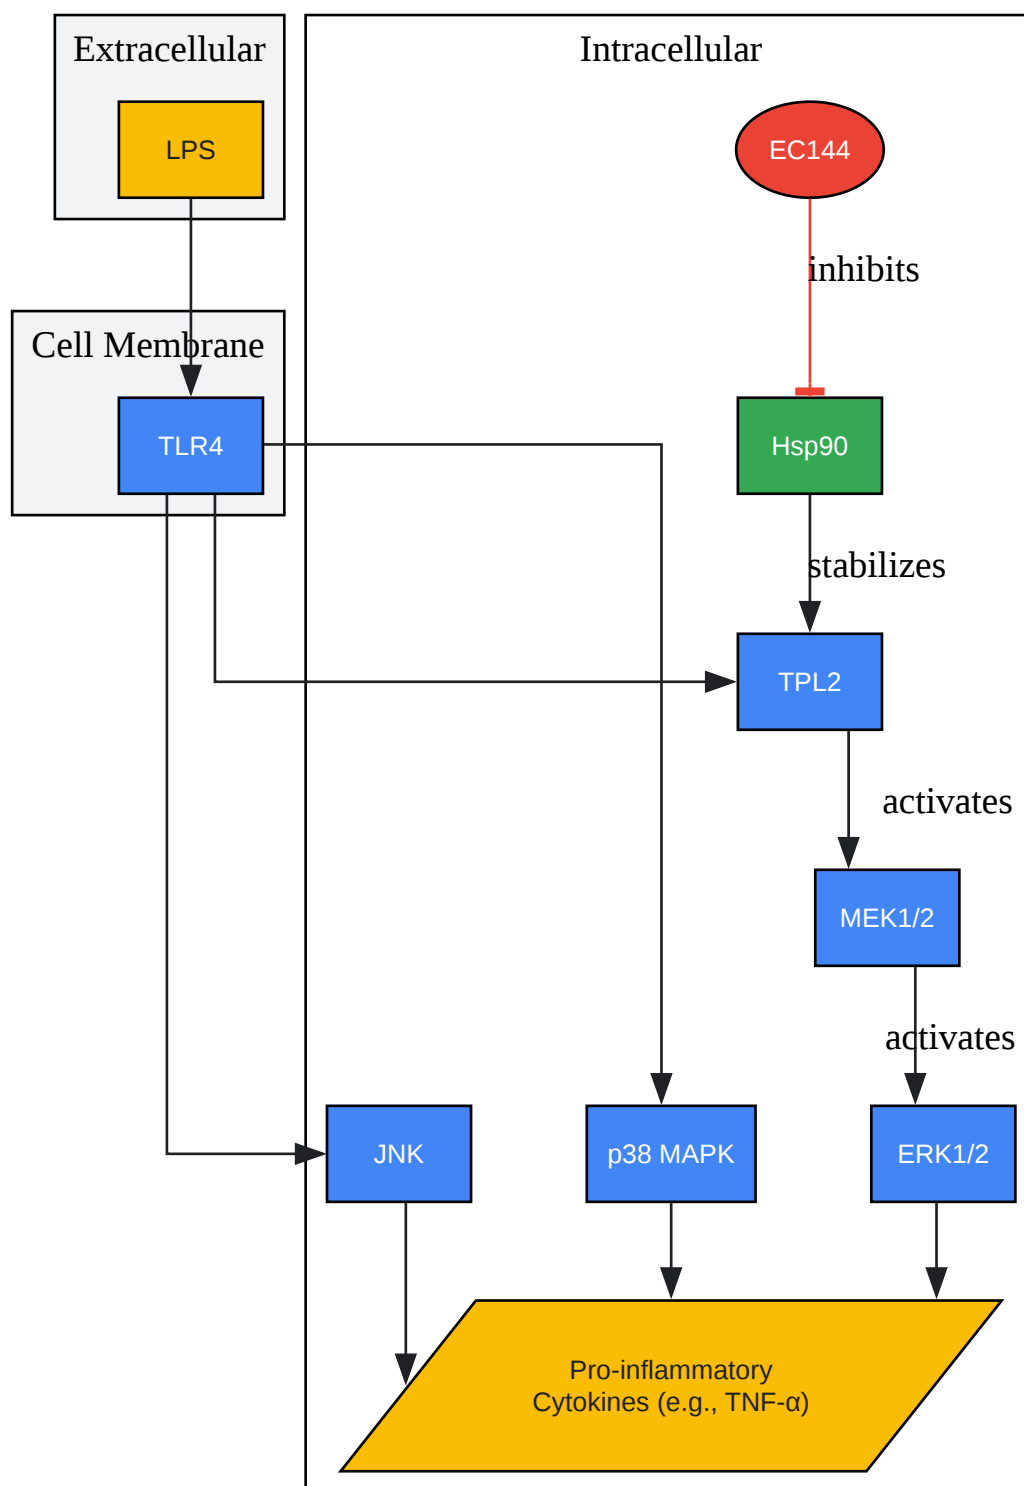 Extracellular
Intracellular
LPS
EC144
inhibits
Cell Membrane
TLR4
Hsp90
stabilizes
TPL2
activates
MEK1/2
activates
JNK
p38 MAPK
ERK1/2
Pro-inflammatory
Cytokines (e.g., TNF-α)